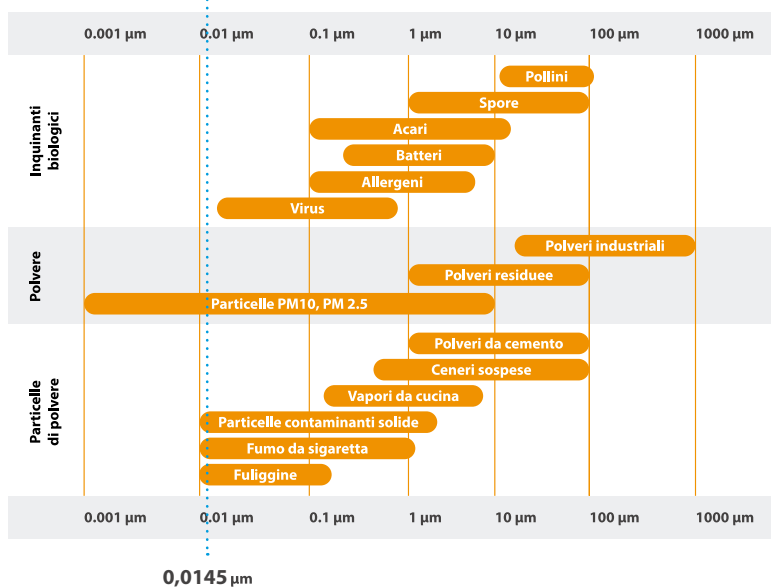 0.001 µm 0.01 µm 0.1 µm 1 µm 10 µm 100 µm 1000 µm
Inquinanti
biologici
Pollini
Spore
Acari
Batteri
Allergeni
Virus
Polvere
Polveri industriali
Polveri residuee
Particelle PM10, PM 2.5
Particelle
di polvere
Polveri da cemento
Ceneri sospese
Vapori da cucina
Particelle contaminanti solide
Fumo da sigaretta
Fuliggine
0.001 µm 0.01 µm 0.1 µm 1 µm 10 µm 100 µm 1000 µm
0,0145 µm